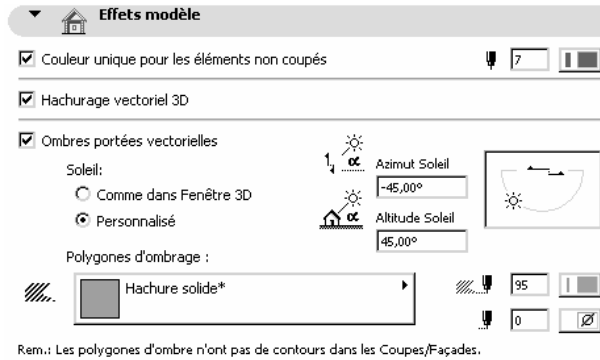 Effets modèle
Couleur unique pour les éléments non coupés 7
Hachurage vectoriel 3D
Ombres portées vectorielles
Soleil:
Comme dans Fenêtre 3D
Personnalisé
1, α Azimut Soleil
-45,00°
α Altitude Soleil
45,00°
Polygones d'ombrage :
Hachure solide* 95
0
Rem.: Les polygones d'ombre n'ont pas de contours dans les Coupes/Façades.